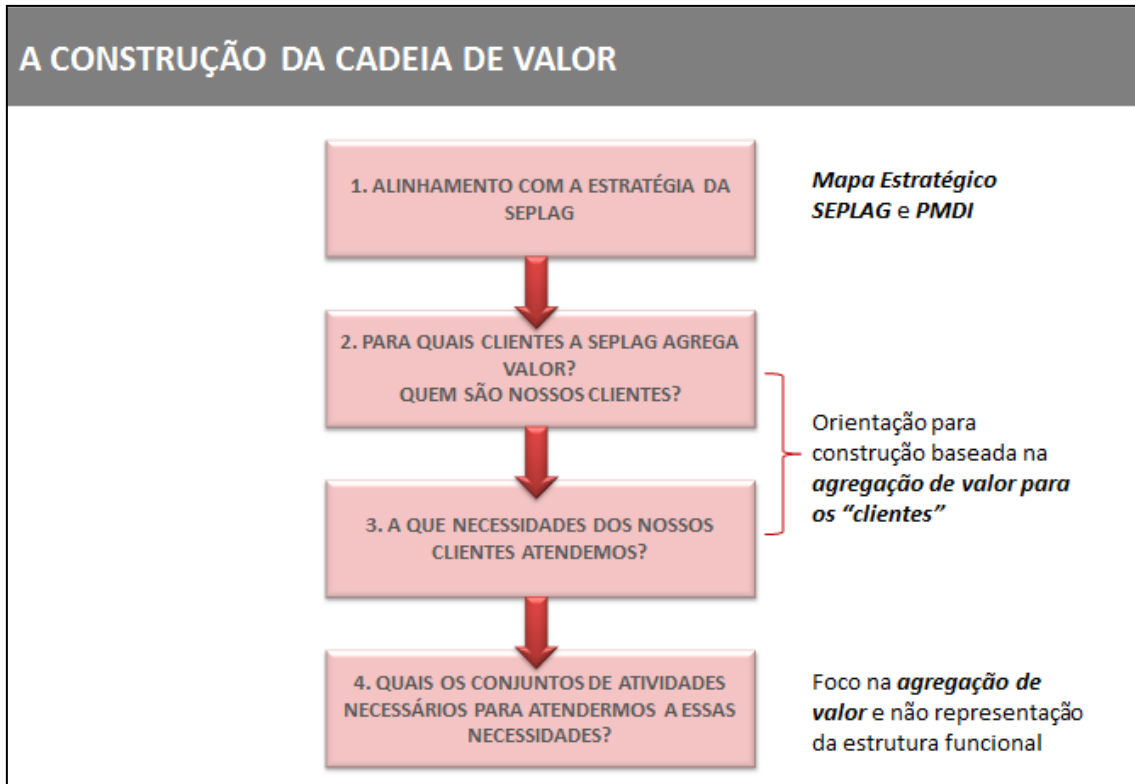 A CONSTRUÇÃO DA CADEIA DE VALOR
1. ALINHAMENTO COM A ESTRATÉGIA DA
SEPLAG
Mapa Estratégico
SEPLAG e PMDI
2. PARA QUAIS CLIENTES A SEPLAG AGREGA
VALOR?
QUEM SÃO NOSSOS CLIENTES?
Orientação para
construção baseada na
agregação de valor para
os “clientes”
3. A QUE NECESSIDADES DOS NOSSOS
CLIENTES ATENDEMOS?
4. QUAIS OS CONJUNTOS DE ATIVIDADES
NECESSÁRIOS PARA ATENDERMOS A ESSAS
NECESSIDADES?
Foco na agregação de
valor e não representação
da estrutura funcional